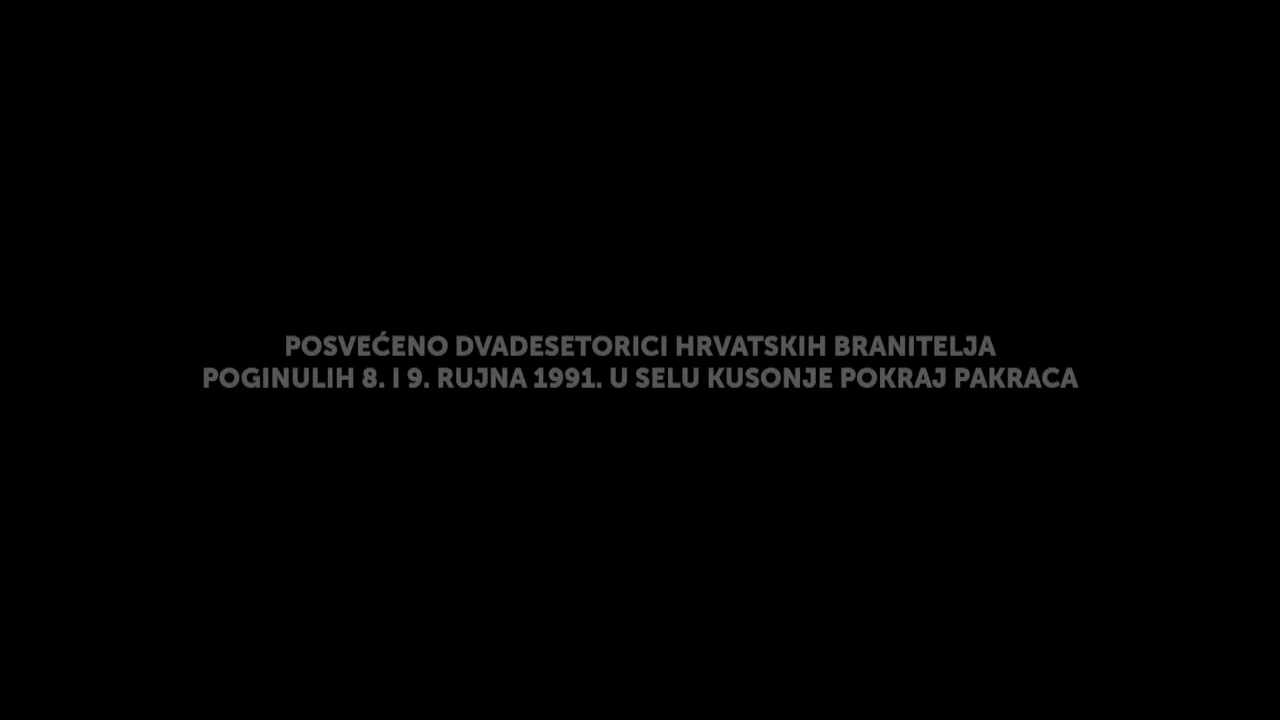 POSVEĆENO DVADESETORICI HRVATSKIH BRANITELJA
POGINULIH 8. I 9. RUJNA 1991. U SELU KUSONJE POKRAJ PAKRACA